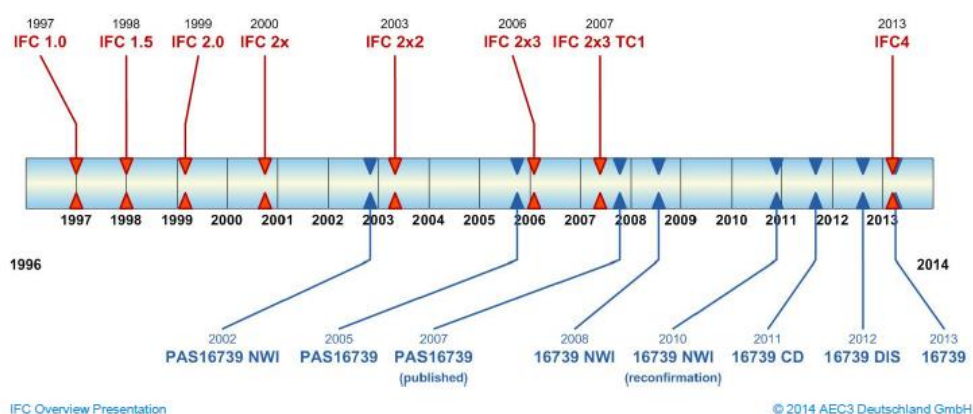 1997 1998 1999 2000 2003 2006 2007 2013
IFC 1.0 IFC 1.5 IFC 2.0 IFC 2x IFC 2x2 IFC 2x3 IFC 2x3 TC1 IFC4
1997 1998 1999 2000 2001 2002 2003 2004 2005 2006 2007 2008 2009 2010 2011 2012 2013
1996 2014
2002 2005 2007 2008 2010 2011 2012 2013
PAS16739 NWI PAS16739 PAS16739 16739 NWI 16739 NWI 16739 CD 16739 DIS 16739
(published) (reconfirmation)
IFC Overview Presentation © 2014 AEC3 Deutschland GmbH